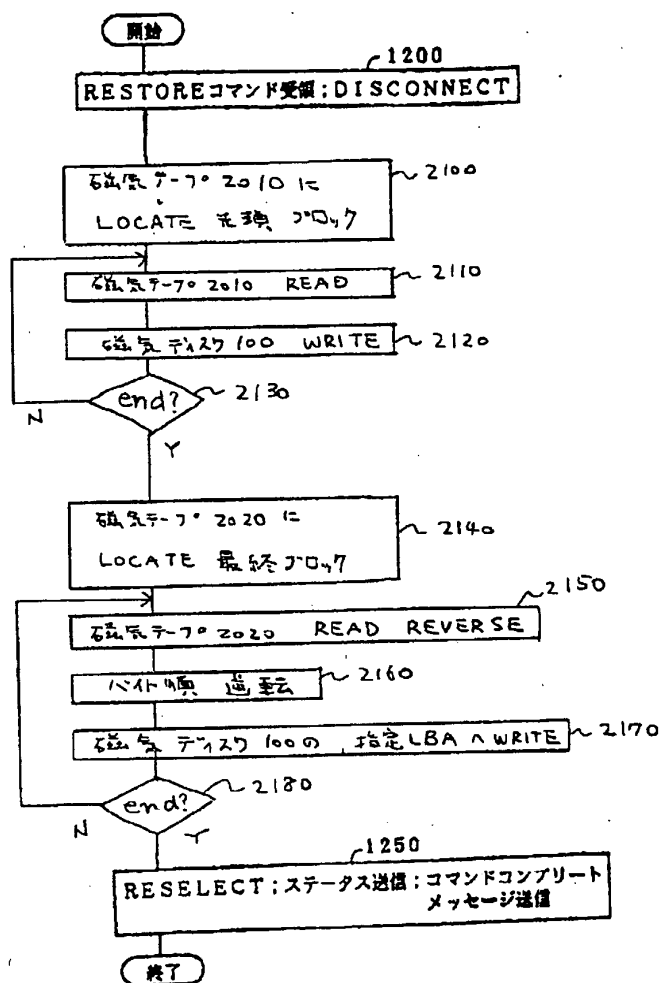 開始
1200
RESTOREコマンド受領;DISCONNECT
磁気テープ2010に
LOCATE 先頭 ブロック
2100
磁気テープ2010 READ
2110
磁気ディスク100 WRITE
2120
end?
2130
N
Y
磁気テープ2020に
LOCATE 最終ブロック
2140
2150
磁気テープ2020 READ REVERSE
バイト順 逆転
2160
磁気ディスク100の 指定LBAへWRITE
2170
end?
2180
N
Y
1250
RESELECT;ステータス送信;コマンドコンプリート
メッセージ送信
終了